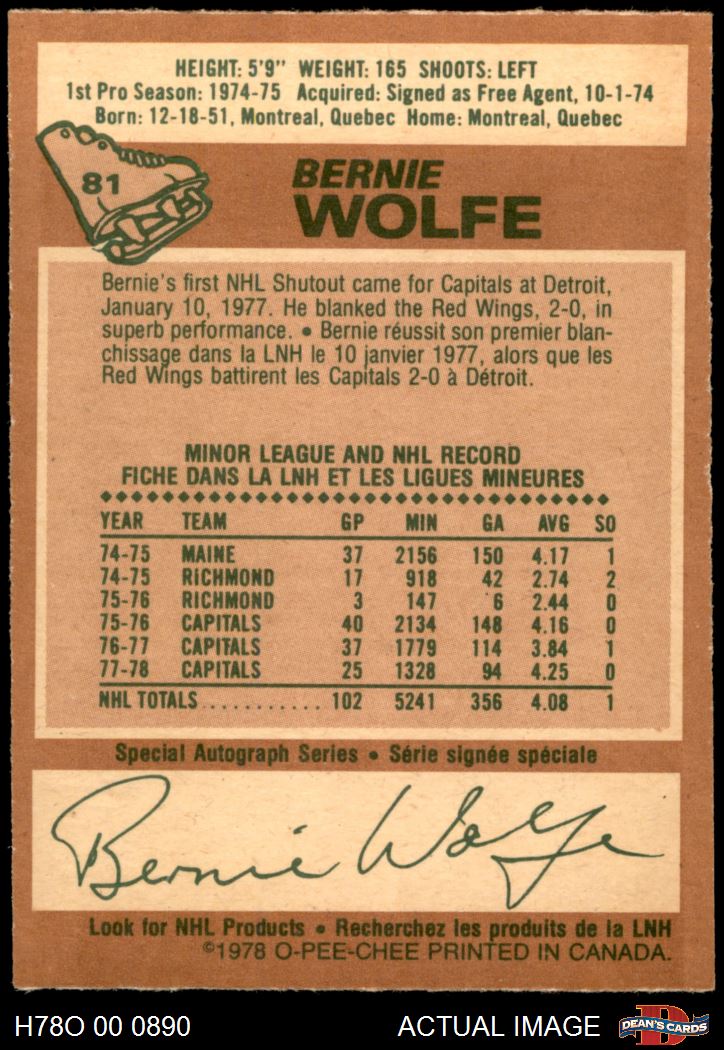 HEIGHT: 5'9" WEIGHT: 165 SHOOTS: LEFT
1st Pro Season: 1974-75 Acquired: Signed as Free Agent, 10-1-74
Born: 12-18-51, Montreal, Quebec Home: Montreal, Quebec
81
BERNIE
WOLFE
Bernie's first NHL Shutout came for Capitals at Detroit,
January 10, 1977. He blanked the Red Wings, 2-0, in
superb performance. • Bernie réussit son premier blan-
chissage dans la LNH le 10 janvier 1977, alors que les
Red Wings battirent les Capitals 2-0 à Détroit.
MINOR LEAGUE AND NHL RECORD
FICHE DANS LA LNH ET LES LIGUES MINEURES
YEAR TEAM GP MIN GA AVG SO
74-75 MAINE 37 2156 150 4.17 1
74-75 RICHMOND 17 918 42 2.74 2
75-76 RICHMOND 3 147 6 2.44 0
75-76 CAPITALS 40 2134 148 4.16 0
76-77 CAPITALS 37 1779 114 3.84 1
77-78 CAPITALS 25 1328 94 4.25 0
NHL TOTALS........... 102 5241 356 4.08 1
Special Autograph Series • Série signée spéciale
Bernie Wolfe
Look for NHL Products • Recherchez les produits de la LNH
©1978 O-PEE-CHEE PRINTED IN CANADA.
H78O 00 0890 ACTUAL IMAGE D DEAN'S CARDS